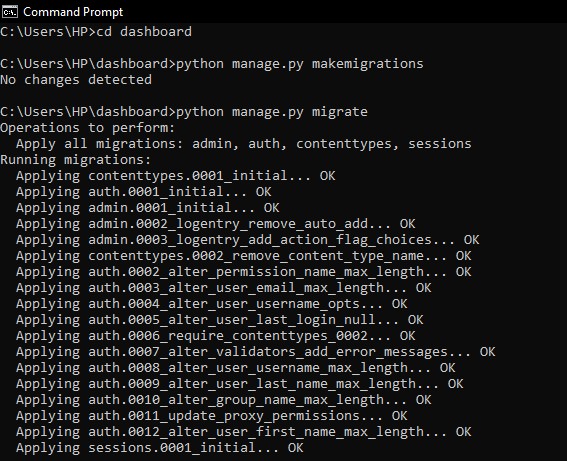 Command Prompt
C:\Users\HP>cd dashboard
C:\Users\HP\dashboard>python manage.py makemigrations
No changes detected
C:\Users\HP\dashboard>python manage.py migrate
Operations to perform:
  Apply all migrations: admin, auth, contenttypes, sessions
Running migrations:
  Applying contenttypes.0001_initial... OK
  Applying auth.0001_initial... OK
  Applying admin.0001_initial... OK
  Applying admin.0002_logentry_remove_auto_add... OK
  Applying admin.0003_logentry_add_action_flag_choices... OK
  Applying contenttypes.0002_remove_content_type_name... OK
  Applying auth.0002_alter_permission_name_max_length... OK
  Applying auth.0003_alter_user_email_max_length... OK
  Applying auth.0004_alter_user_username_opts... OK
  Applying auth.0005_alter_user_last_login_null... OK
  Applying auth.0006_require_contenttypes_0002... OK
  Applying auth.0007_alter_validators_add_error_messages... OK
  Applying auth.0008_alter_user_username_max_length... OK
  Applying auth.0009_alter_user_last_name_max_length... OK
  Applying auth.0010_alter_group_name_max_length... OK
  Applying auth.0011_update_proxy_permissions... OK
  Applying auth.0012_alter_user_first_name_max_length... OK
  Applying sessions.0001_initial... OK